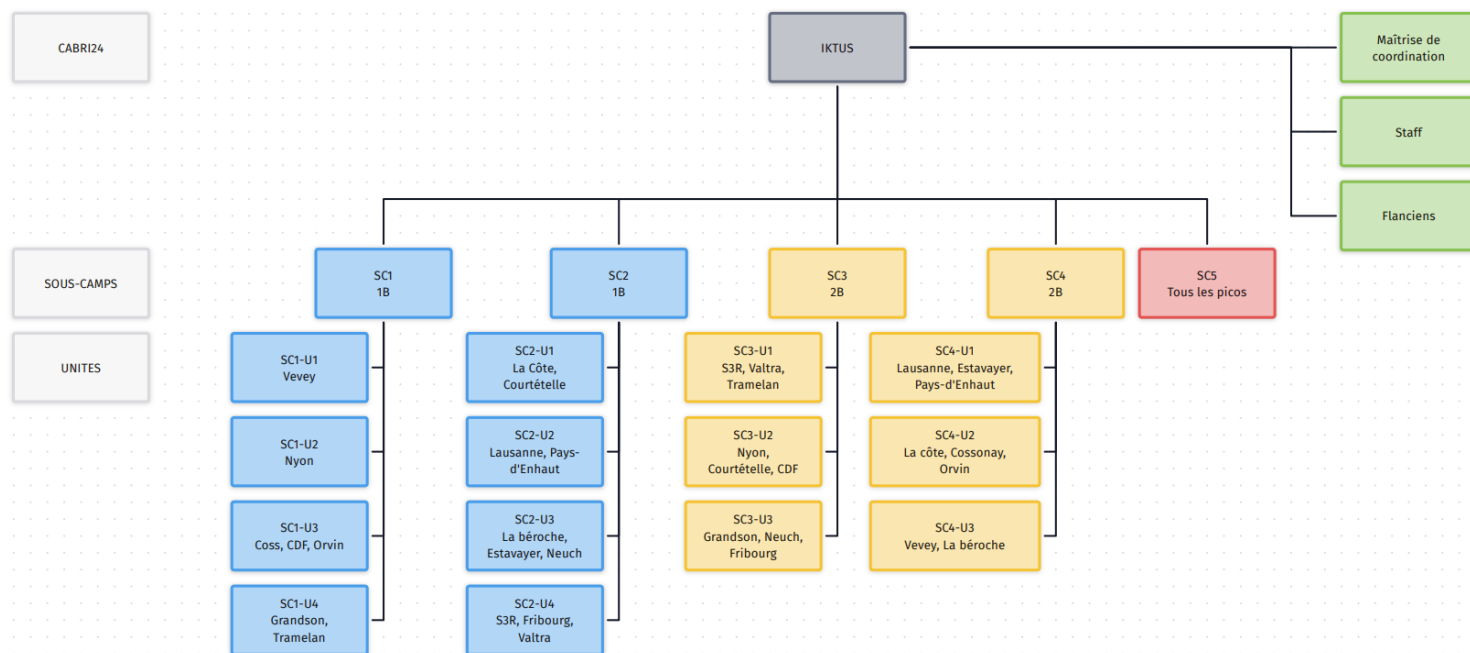 CABRI24
IKTUS
Maîtrise de
coordination
Staff
Flanciens
SOUS-CAMPS
SC1
1B
SC2
1B
SC3
2B
SC4
2B
SC5
Tous les picos
UNITES
SC1-U1
Vevey
SC2-U1
La Côte,
Courtételle
SC3-U1
S3R, Valtra,
Tramelan
SC4-U1
Lausanne, Estavayer,
Pays-d'Enhaut
SC1-U2
Nyon
SC2-U2
Lausanne, Pays-
d'Enhaut
SC3-U2
Nyon,
Courtételle, CDF
SC4-U2
La côte, Cossonay,
Orvin
SC1-U3
Coss, CDF, Orvin
SC2-U3
La béroche,
Estavayer, Neuch
SC3-U3
Grandson, Neuch,
Fribourg
SC4-U3
Vevey, La béroche
SC1-U4
Grandson,
Tramelan
SC2-U4
S3R, Fribourg,
Valtra